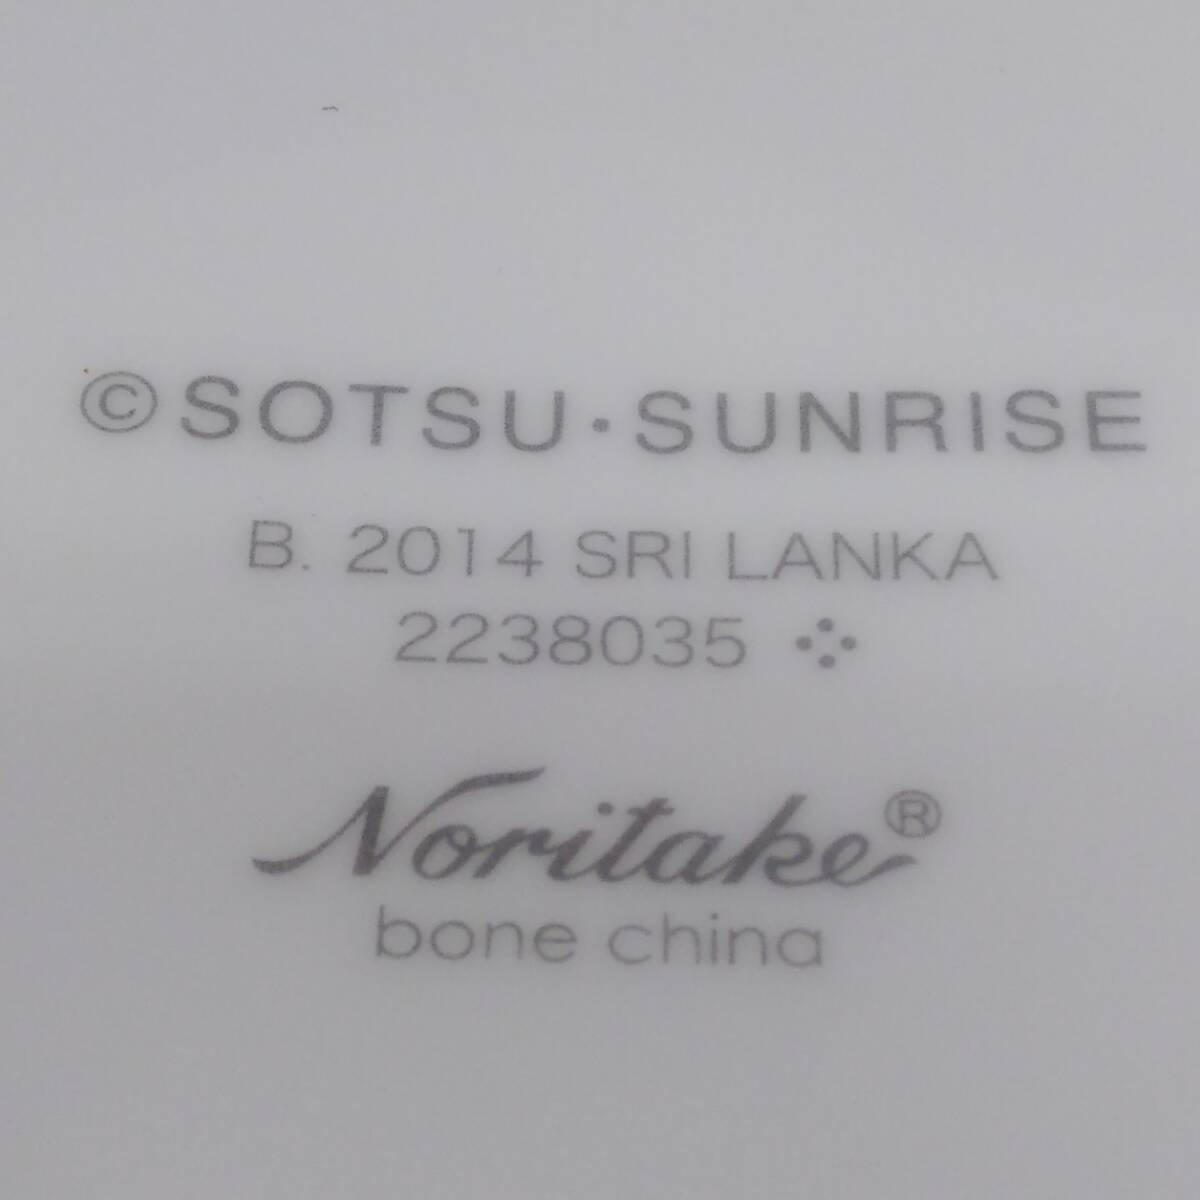 ©SOTSU・SUNRISE
B. 2014 SRI LANKA
2238035
Noritake®
bone china